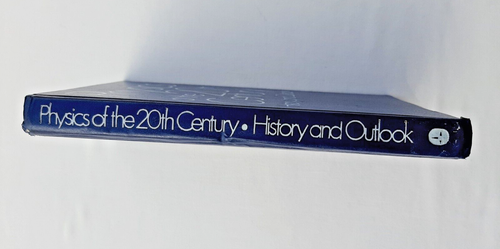 Physics of the 20th Century • History and Outlook